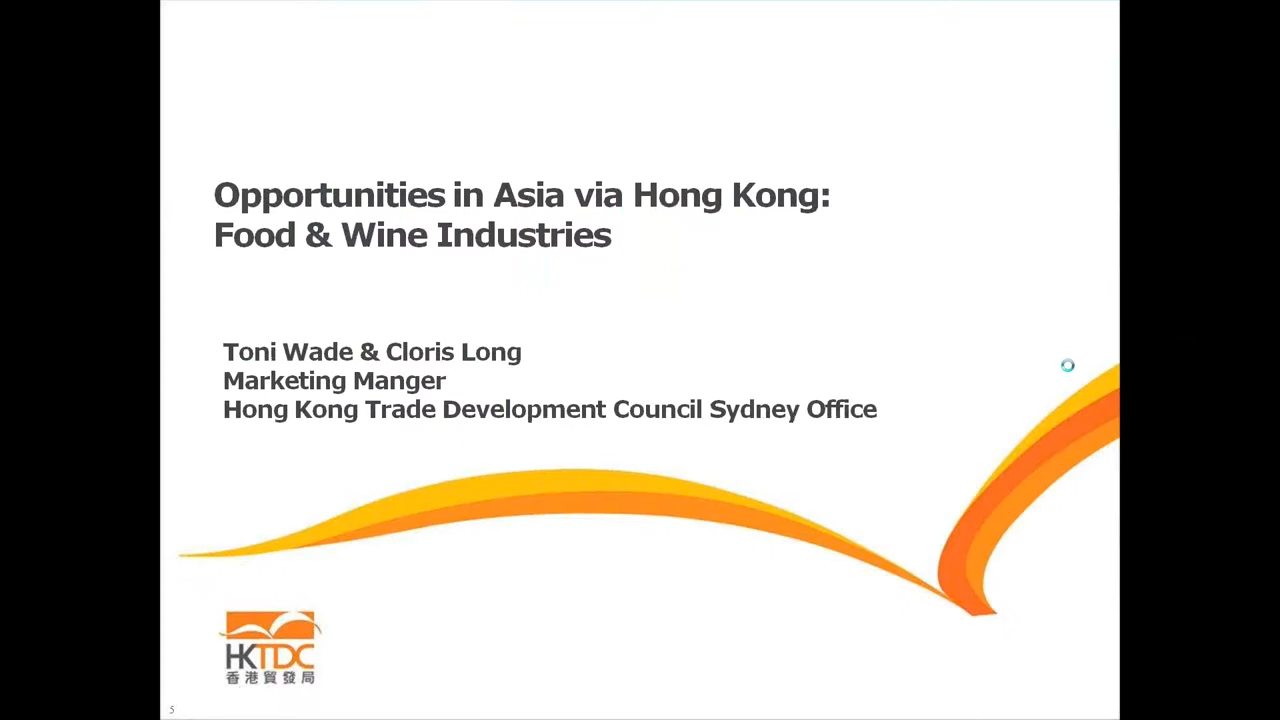 Opportunities in Asia via Hong Kong:
Food & Wine Industries
Toni Wade & Cloris Long
Marketing Manger
Hong Kong Trade Development Council Sydney Office
HKTDC
香港貿發局
5